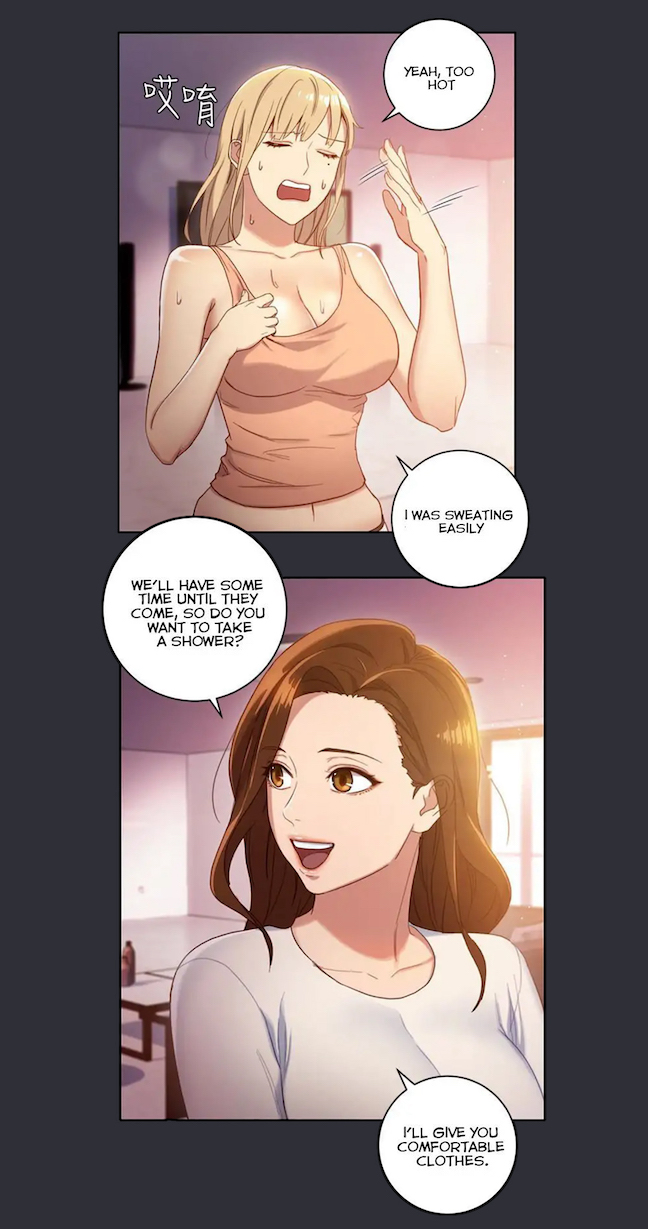 YEAH, TOO
HOT
哎唷
I WAS SWEATING
EASILY
WE'LL HAVE SOME
TIME UNTIL THEY
COME, SO DO YOU
WANT TO TAKE
A SHOWER?
I'LL GIVE YOU
COMFORTABLE
CLOTHES.